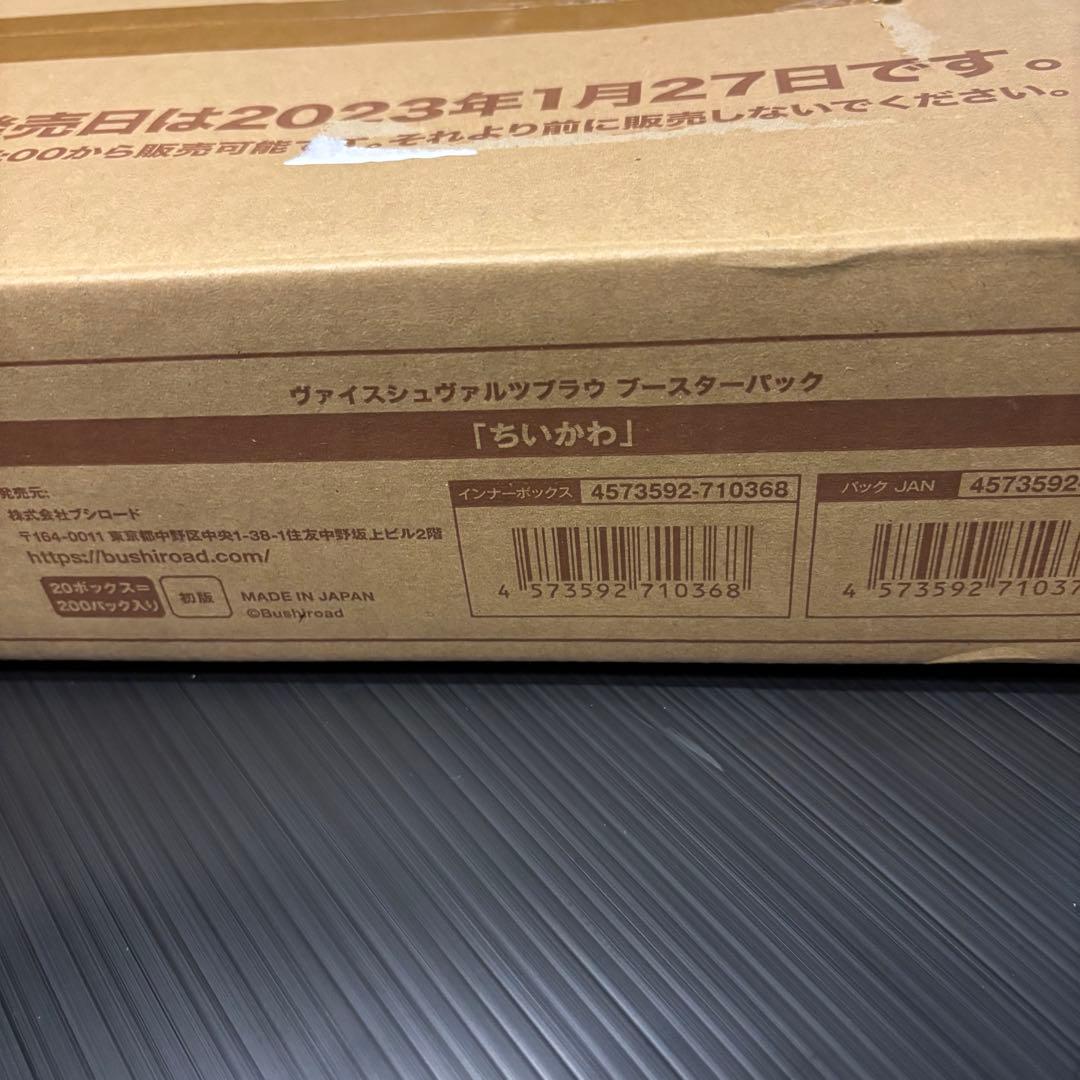 売日は2023年1月27日です。
:00から販売可能です。それより前に販売しないでください。
ヴァイスシュヴァルツブラウ ブースターパック
「ちいかわ」
発売元:
株式会社ブシロード
〒164-0011 東京都中野区中央1-38-1住友中野坂上ビル2階
https://bushiroad.com/
20ボックス=
200パック入り
初版
MADE IN JAPAN
©Bushiroad
インナーボックス 4573592-710368
4 573592 710368
パック JAN 4573592-
4 573592 71037